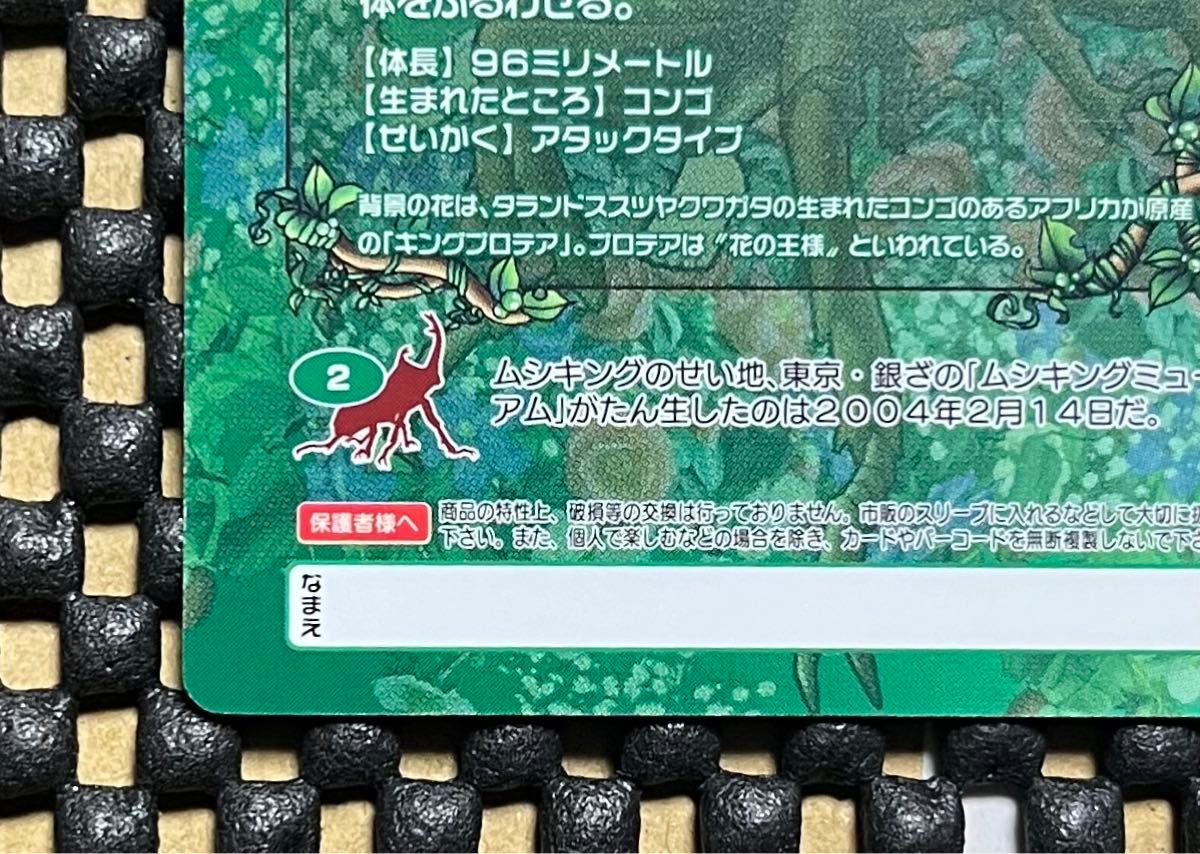 体をふるわせる。
【体長】96ミリメートル
【生まれたところ】コンゴ
【せいかく】アタックタイプ
背景の花は、タランドススツヤクワガタの生まれたコンゴのあるアフリカが原産
の「キングプロテア」。プロテアは〝花の王様〟といわれている。
2
ムシキングのせい地、東京・銀ざの「ムシキングミュー
アム」がたん生したのは2004年2月14日だ。
保護者様へ
商品の特性上、破損等の交換は行っておりません。市販のスリーブに入れるなどして大切に
下さい。また、個人で楽しむなどの場合を除き、カードやバーコードを無断複製しないで下さ
なまえ